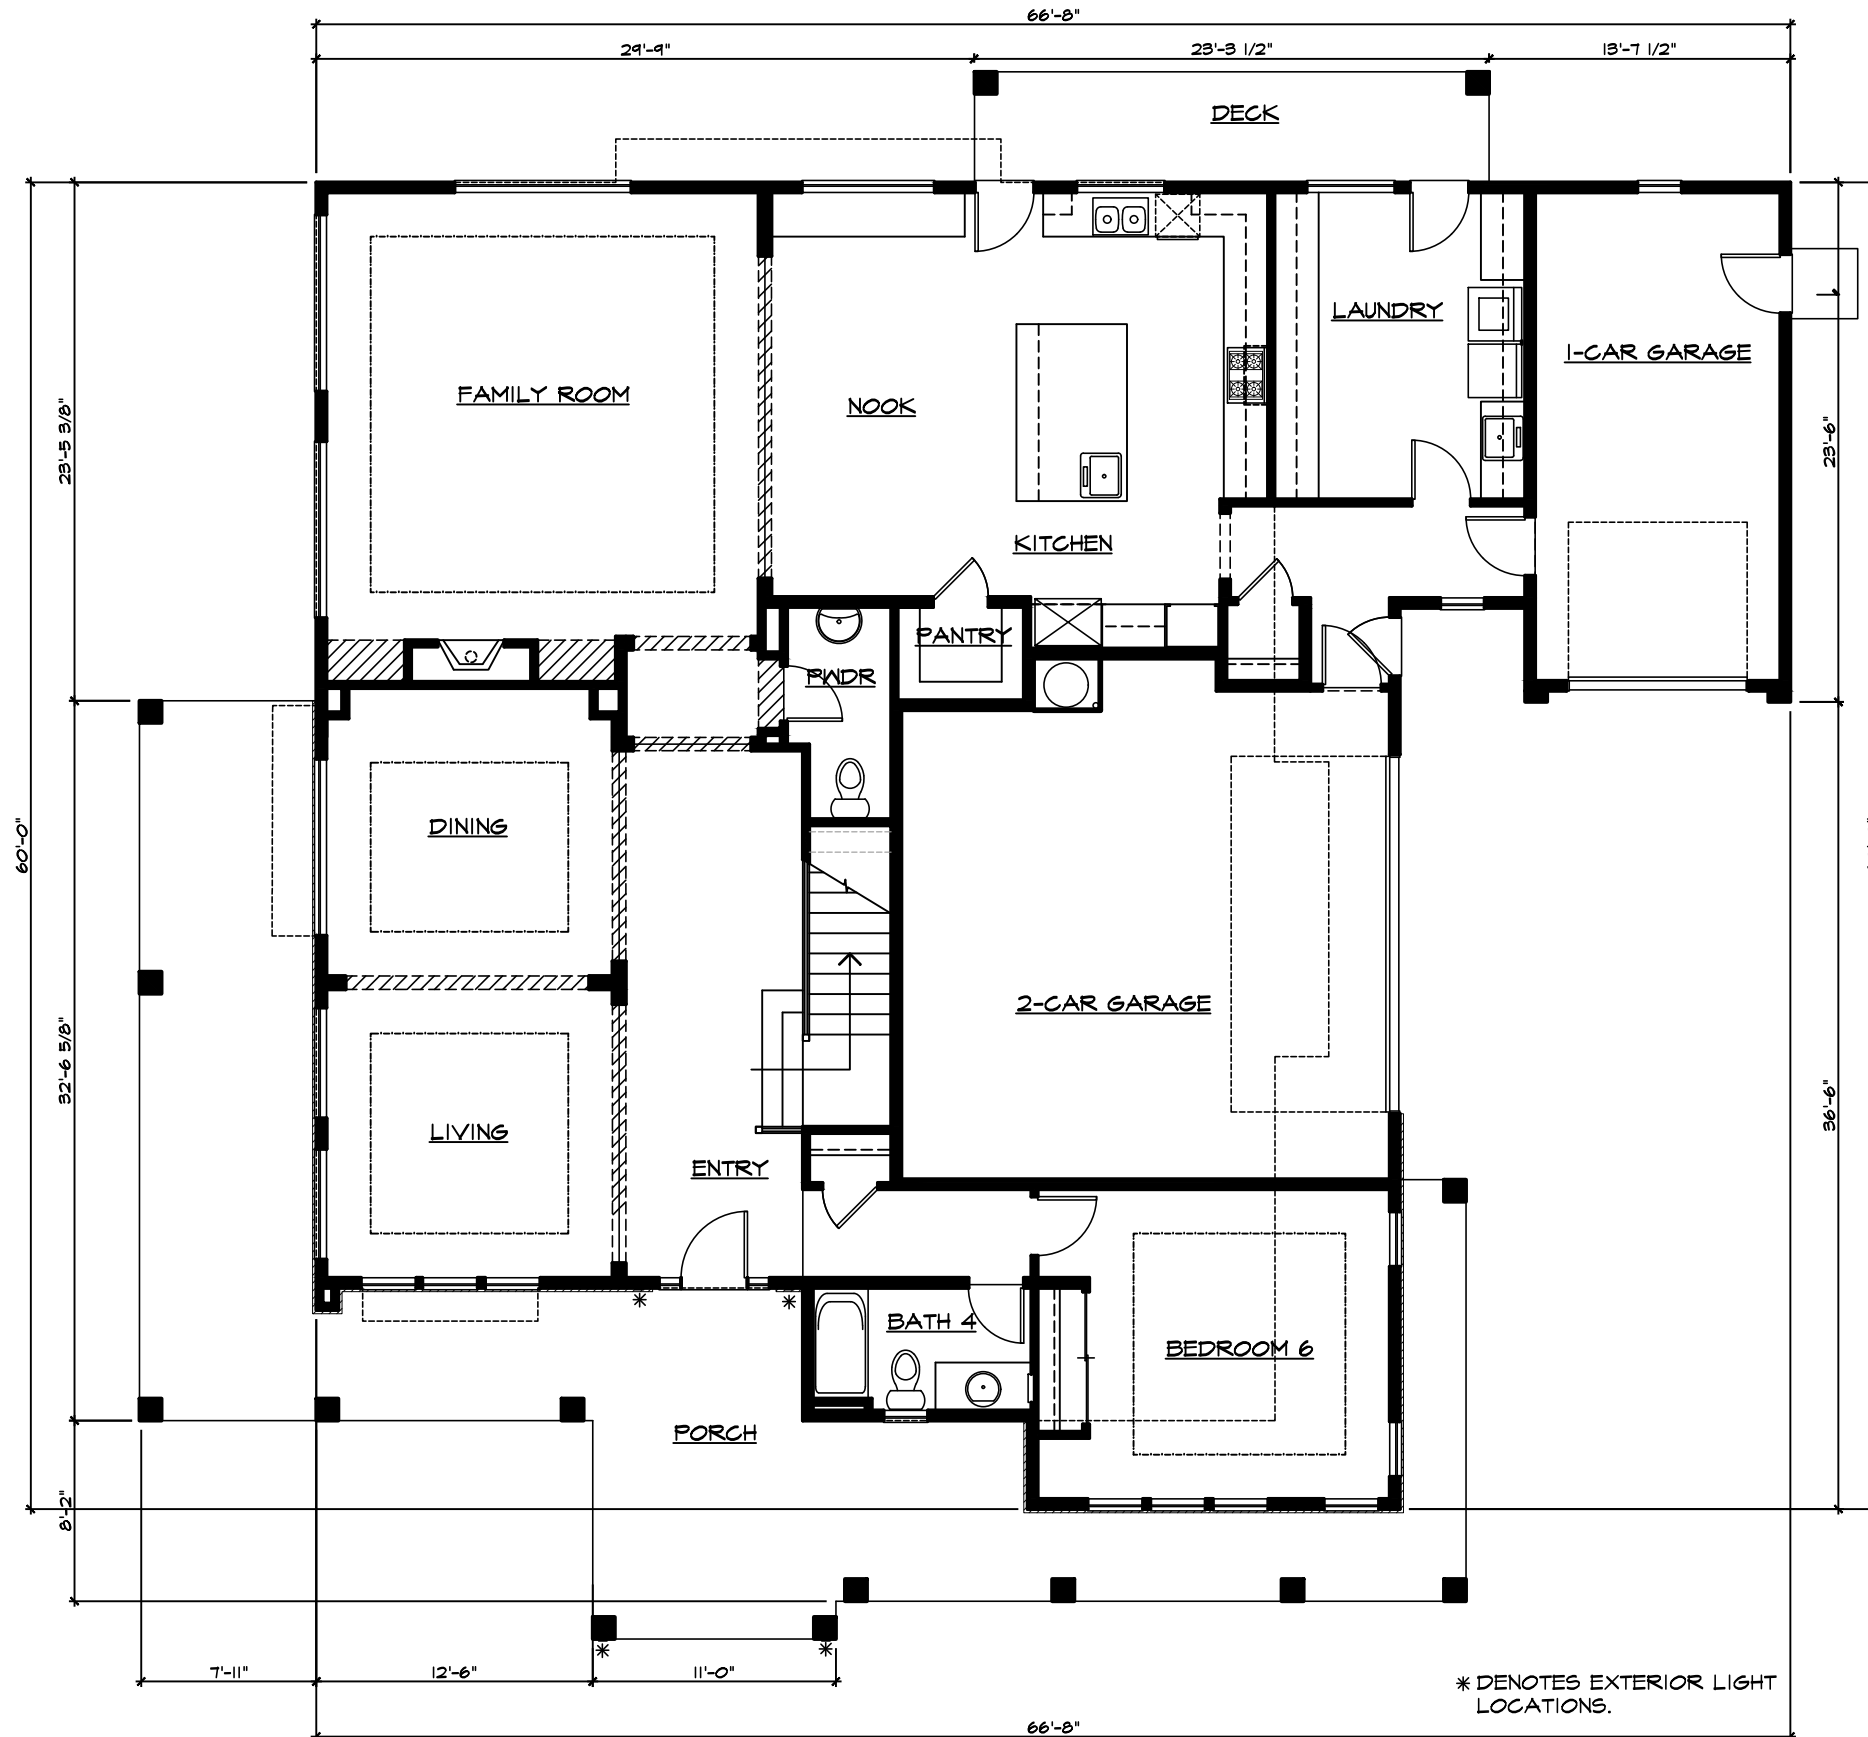 66'-8"
29'-9"
23'-3 1/2"
13'-7 1/2"
DECK
LAUNDRY
1-CAR GARAGE
FAMILY ROOM
NOOK
23'-5 3/8"
23'-6"
KITCHEN
PANTRY
PWDR
DINING
60'-0"
2-CAR GARAGE
32'-6 5/8"
36'-6"
LIVING
ENTRY
BATH 4
BEDROOM 6
PORCH
8'-2"
7'-11"
12'-6"
11'-0"
* DENOTES EXTERIOR LIGHT
LOCATIONS.
66'-8"